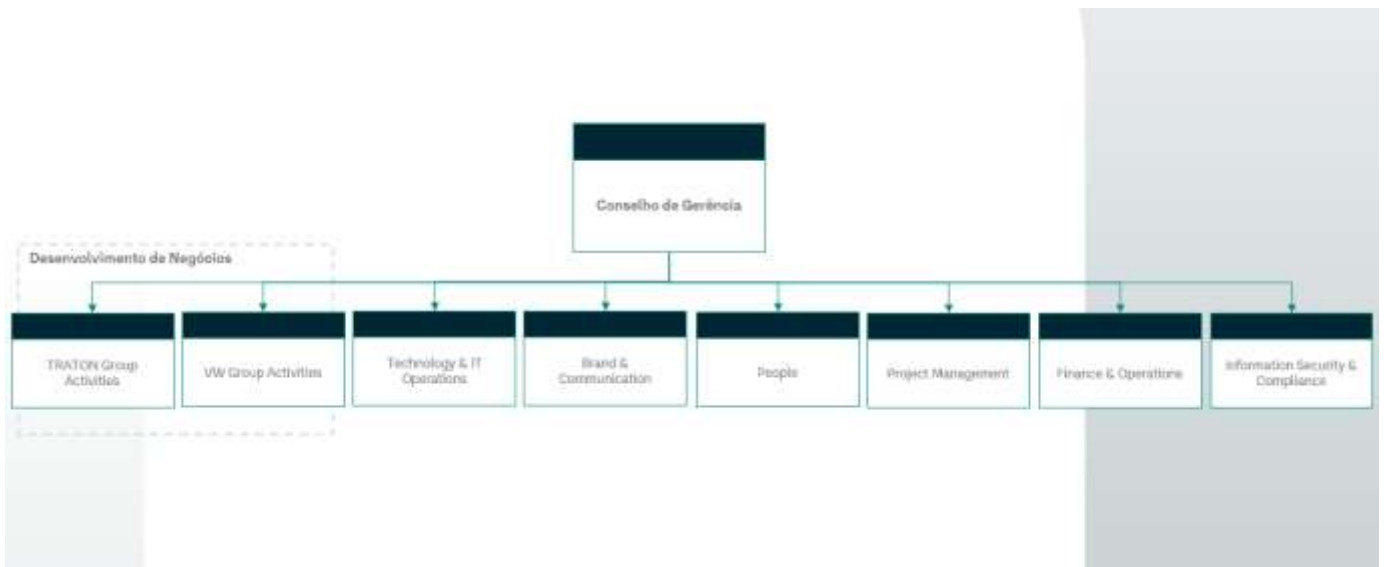 Conselho de Gerência
Desenvolvimento de Negócios
TRATON Group
Activities
VW Group Activities
Technology & IT
Operations
Brand &
Communication
People
Project Management
Finance & Operations
Information Security &
Compliance